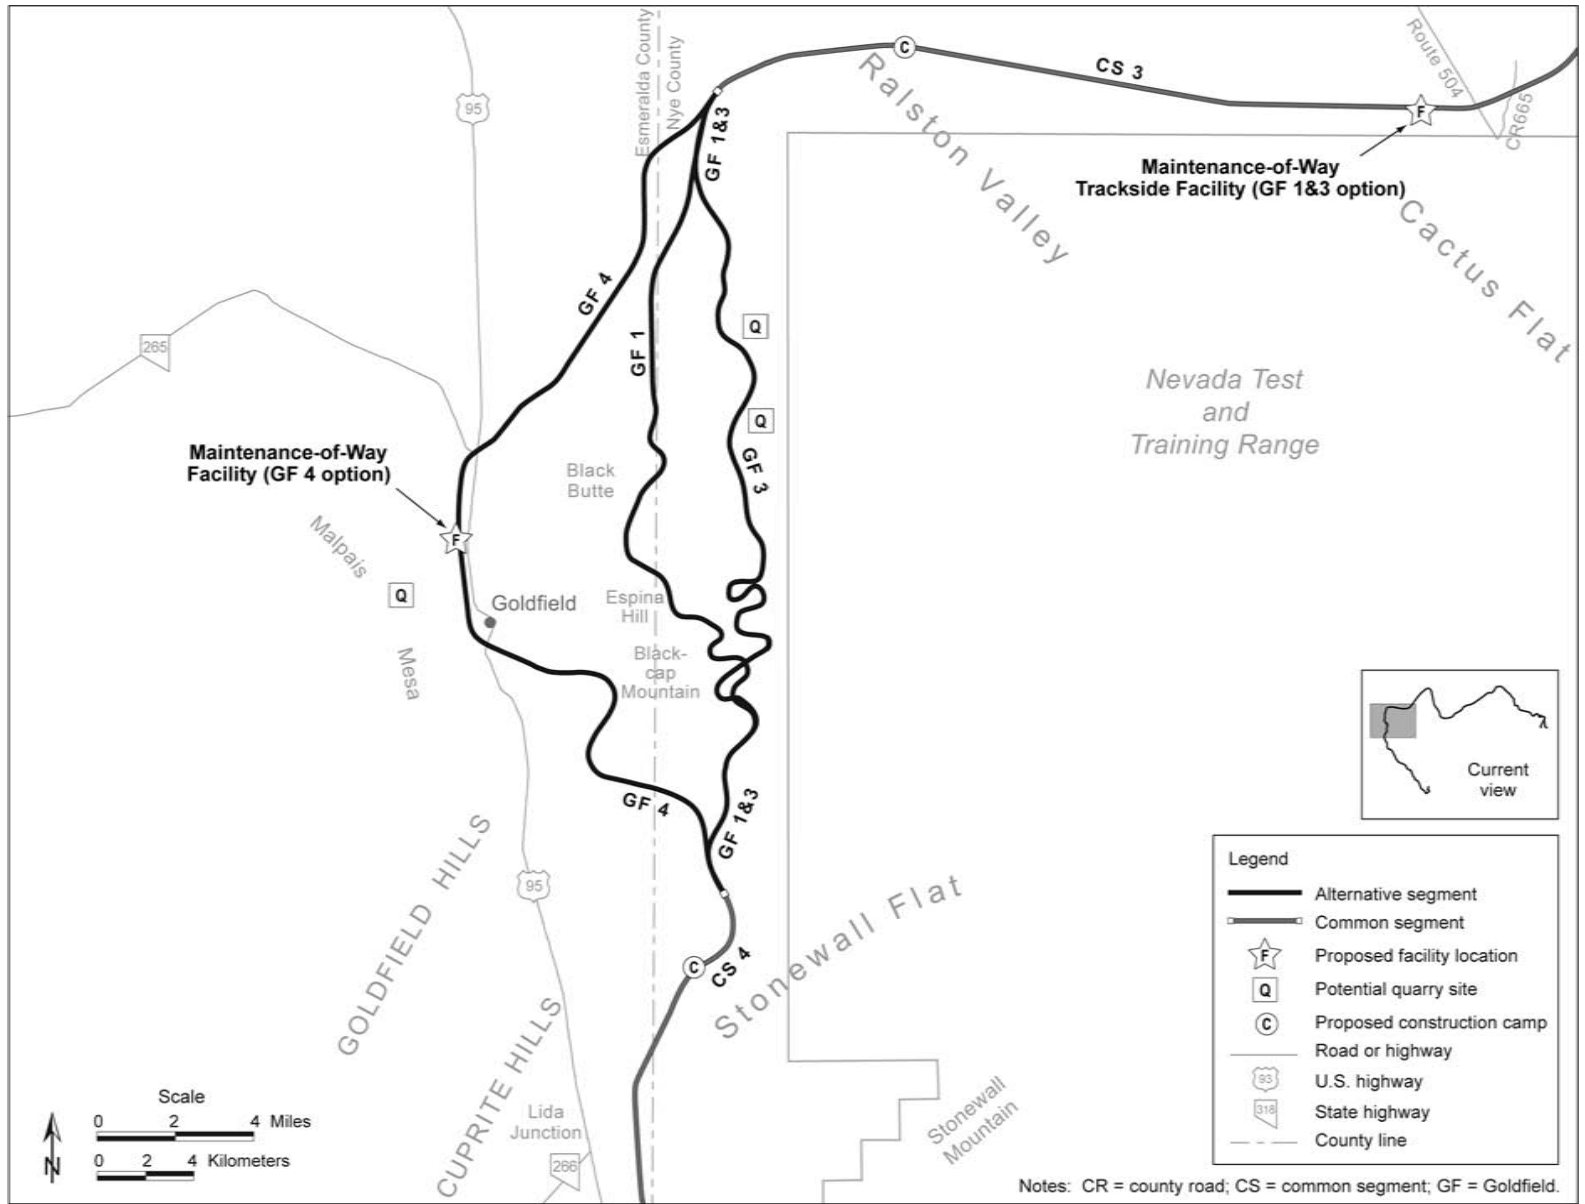 Esmeralda County
Nye County
C
CS 3
Route 504
CR665
F
95
Ralston Valley
GF 1&3
Maintenance-of-Way
Trackside Facility (GF 1&3 option)
Cactus Flat
GF 4
265
GF 1
Q
Nevada Test
and
Training Range
Q
Maintenance-of-Way
Facility (GF 4 option)
Black
Butte
GF 3
Malpais
F
Q
Goldfield
Espina
Hill
Mesa
Black-
cap
Mountain
Current
view
GF 4
GF 1&3
GOLDFIELD HILLS
95
Stonewall Flat
C
CS 4
CUPRITE HILLS
Lida
Junction
266
Stonewall
Mountain
Legend
Alternative segment
Common segment
F
Proposed facility location
Q
Potential quarry site
C
Proposed construction camp
Road or highway
93
U.S. highway
318
State highway
County line
Scale
0 2 4 Miles
0 2 4 Kilometers
N
Notes: CR = county road; CS = common segment; GF = Goldfield.